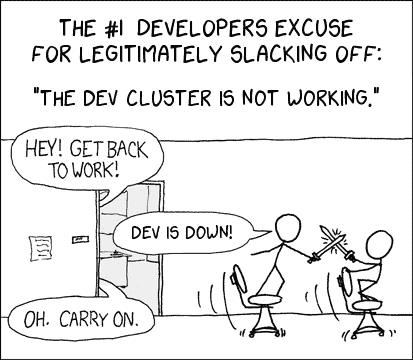 THE #1 DEVELOPERS EXCUSE
FOR LEGITIMATELY SLACKING OFF:
"THE DEV CLUSTER IS NOT WORKING."
HEY! GET BACK
TO WORK!
DEV IS DOWN!
OH. CARRY ON.